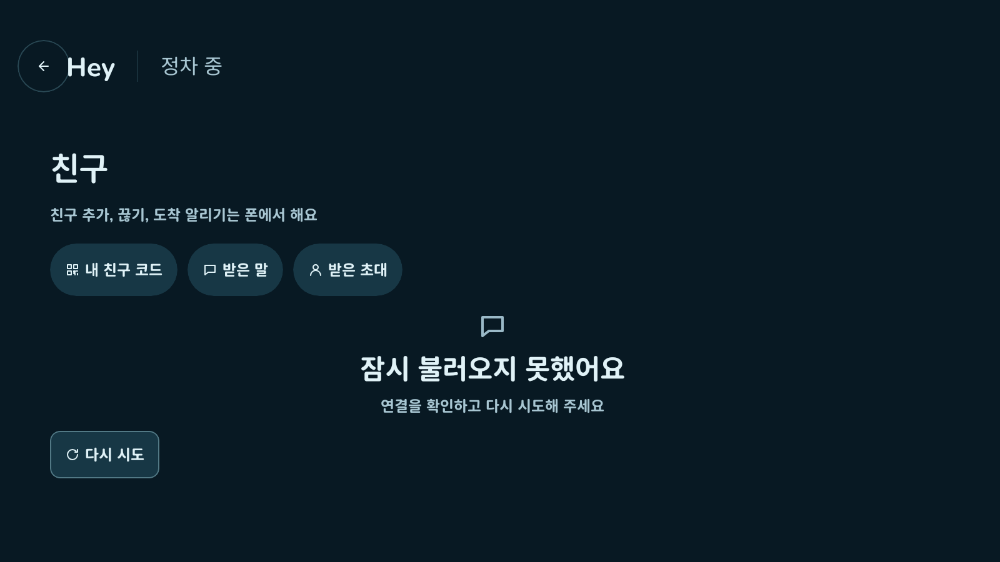 Hey 정차 중
친구
친구 추가, 끊기, 도착 알리기는 폰에서 해요
내 친구 코드 받은 말 받은 초대
잠시 불러오지 못했어요
연결을 확인하고 다시 시도해 주세요
다시 시도